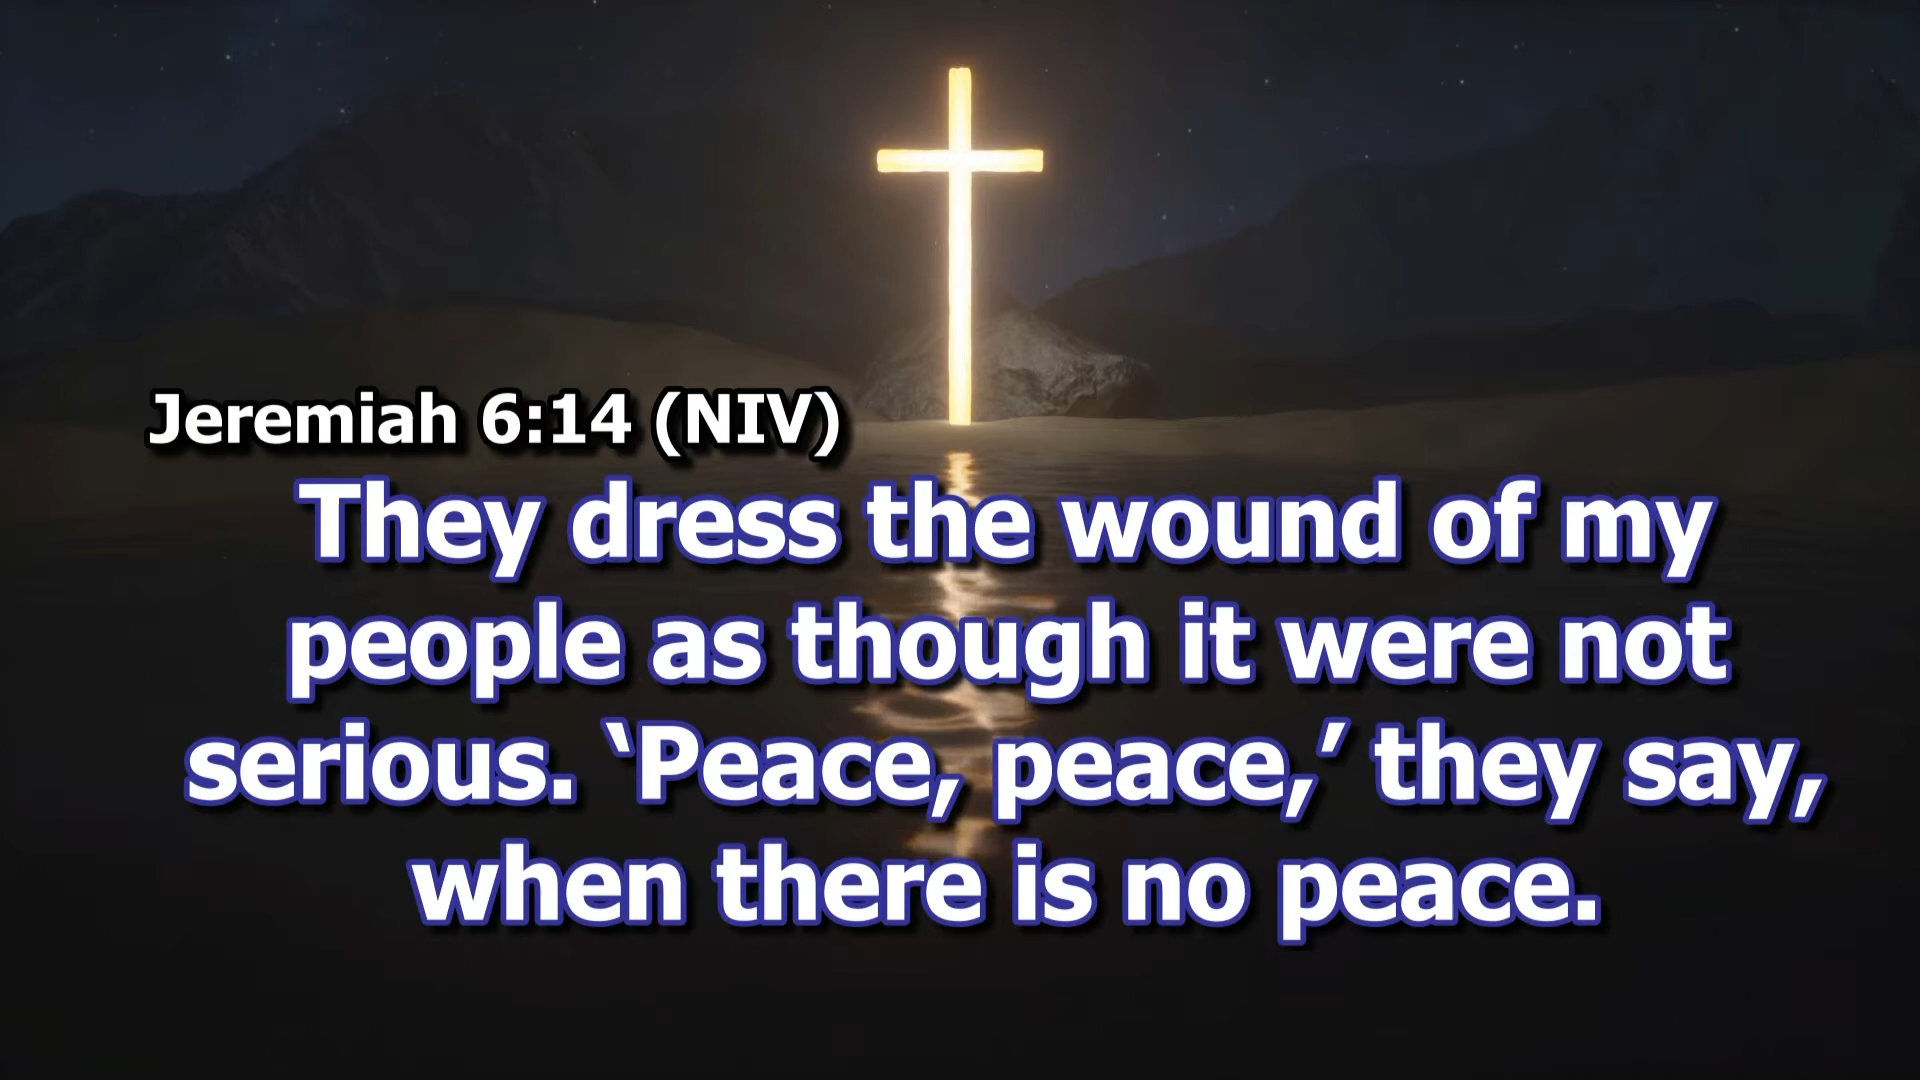 Jeremiah 6:14 (NIV)
They dress the wound of my
people as though it were not
serious. ‘Peace, peace,’ they say,
when there is no peace.